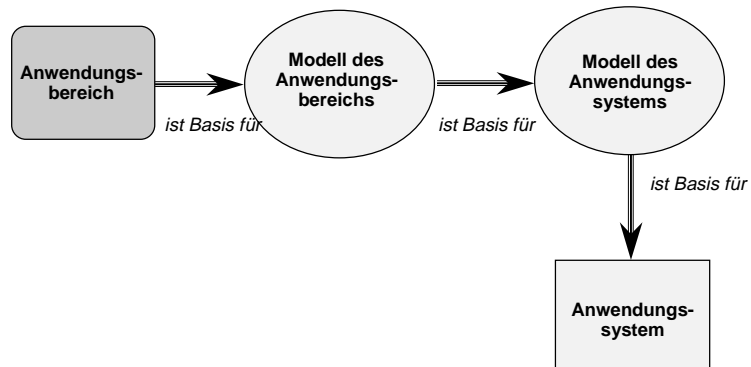 Anwendungs-
bereich
ist Basis für
Modell des
Anwendungs-
bereichs
ist Basis für
Modell des
Anwendungs-
systems
ist Basis für
Anwendungs-
system